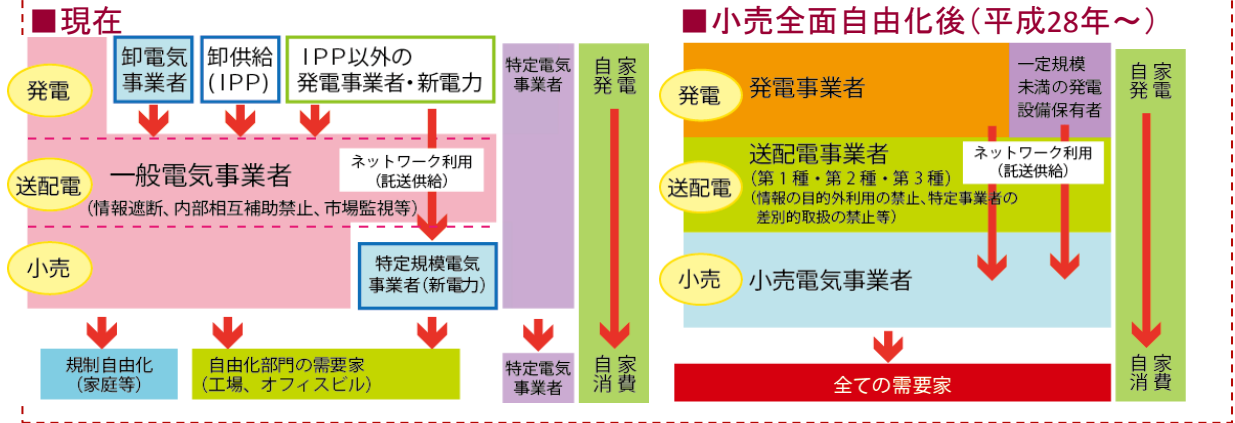 ■現在
発電
送配電
小売
卸電気
事業者
卸供給
(IPP)
IPP以外の
発電事業者・新電力
特定電気
事業者
自家
発電
一般電気事業者
(情報遮断、内部相互補助禁止、市場監視等)
ネットワーク利用
(託送供給)
特定規模電気
事業者(新電力)
規制自由化
(家庭等)
自由化部門の需要家
(工場、オフィスビル)
特定電気
事業者
自家
消費
■小売全面自由化後(平成28年～)
発電
送配電
小売
発電事業者
一定規模
未満の発電
設備保有者
自家
発電
送配電事業者
(第1種・第2種・第3種)
(情報の目的外利用の禁止、特定事業者の
差別的取扱の禁止等)
ネットワーク利用
(託送供給)
小売電気事業者
全ての需要家
自家
消費